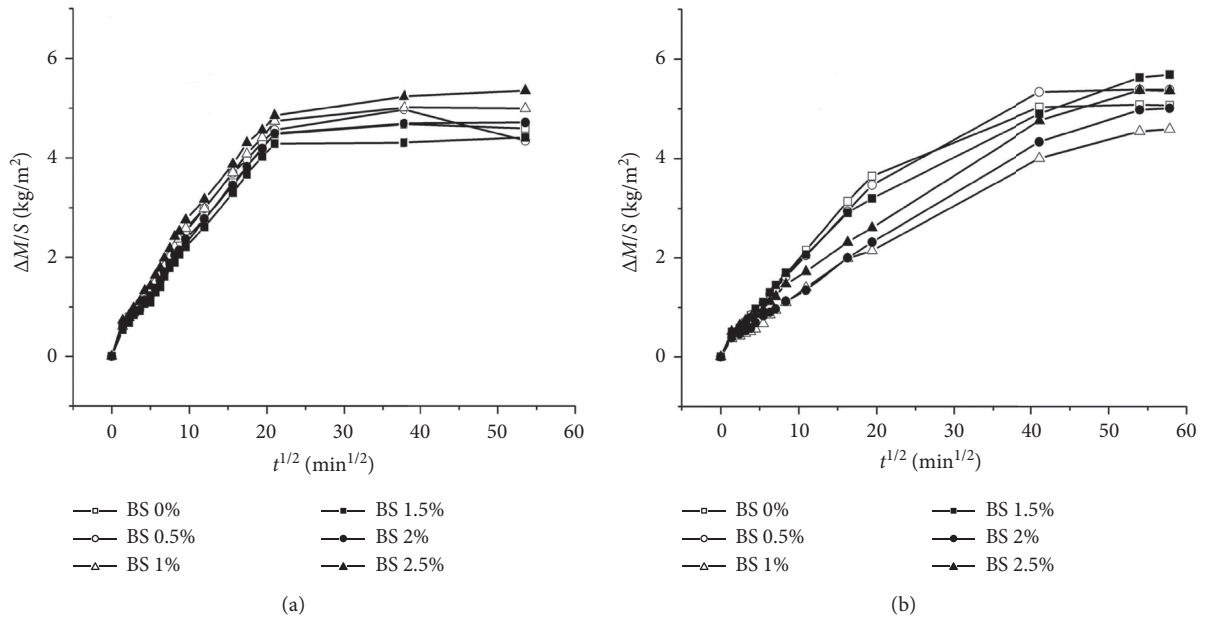 6
4
2
0
ΔM/S (kg/m²)
0 10 20 30 40 50 60
t^{1/2} (min^{1/2})
BS 0% BS 1.5%
BS 0.5% BS 2%
BS 1% BS 2.5%
(a)
6
4
2
0
ΔM/S (kg/m²)
0 10 20 30 40 50 60
t^{1/2} (min^{1/2})
BS 0% BS 1.5%
BS 0.5% BS 2%
BS 1% BS 2.5%
(b)